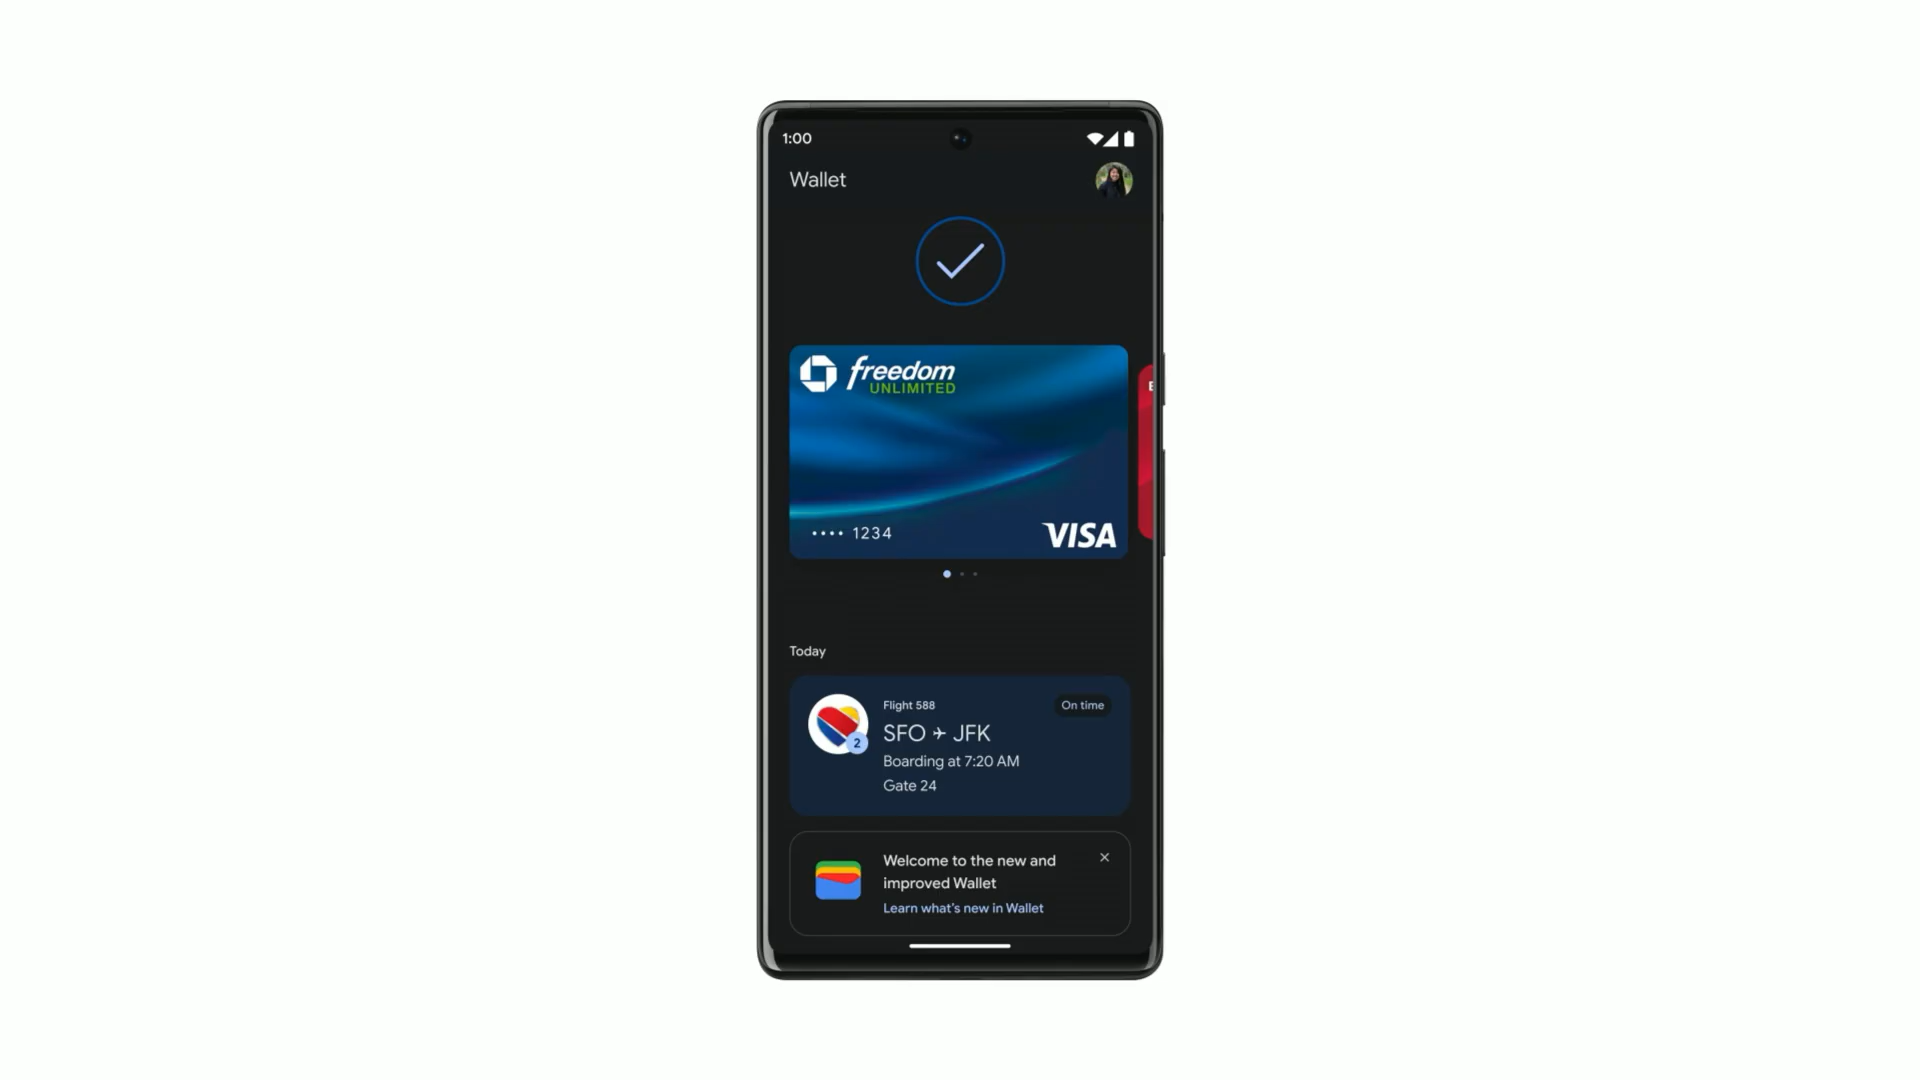 1:00
Wallet
freedom
UNLIMITED
•••• 1234
VISA
Today
Flight 588
On time
SFO ✈ JFK
2
Boarding at 7:20 AM
Gate 24
Welcome to the new and
improved Wallet
Learn what's new in Wallet